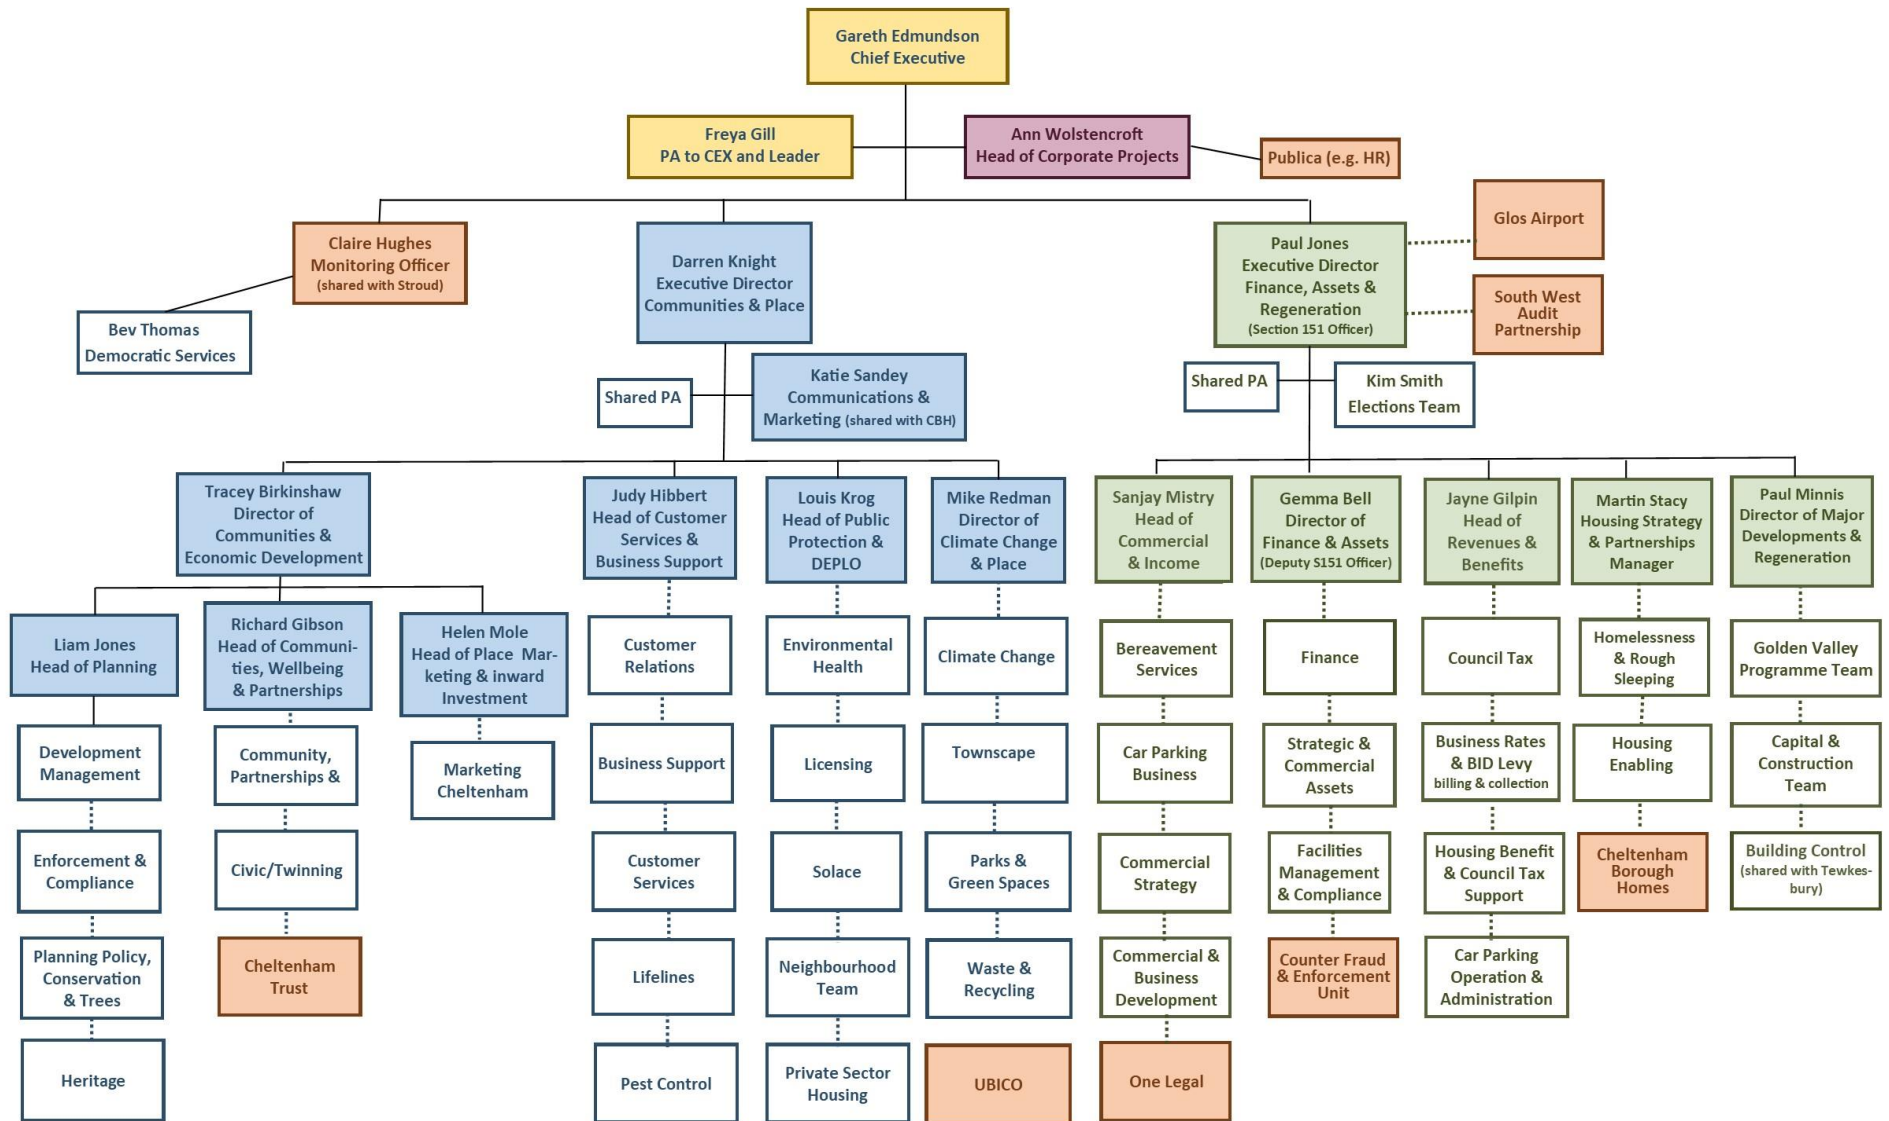 Gareth Edmundson
Chief Executive
Freya Gill
PA to CEX and Leader
Ann Wolstencroft
Head of Corporate Projects
Publica (e.g. HR)
Claire Hughes
Monitoring Officer
(shared with Stroud)
Bev Thomas
Democratic Services
Darren Knight
Executive Director
Communities & Place
Paul Jones
Executive Director
Finance, Assets &
Regeneration
(Section 151 Officer)
Glos Airport
South West
Audit
Partnership
Shared PA
Katie Sandey
Communications &
Marketing (shared with CBH)
Shared PA
Kim Smith
Elections Team
Tracey Birkinshaw
Director of
Communities &
Economic Development
Judy Hibbert
Head of Customer
Services &
Business Support
Louis Krog
Head of Public
Protection &
DEPLO
Mike Redman
Director of
Climate Change
& Place
Sanjay Mistry
Head of
Commercial
& Income
Gemma Bell
Director of
Finance & Assets
(Deputy S151 Officer)
Jayne Gilpin
Head of
Revenues &
Benefits
Martin Stacy
Housing Strategy
& Partnerships
Manager
Paul Minnis
Director of Major
Developments &
Regeneration
Liam Jones
Head of Planning
Richard Gibson
Head of Communi-
ties, Wellbeing
& Partnerships
Helen Mole
Head of Place Mar-
keting & inward
Investment
Development
Management
Enforcement &
Compliance
Planning Policy,
Conservation
& Trees
Heritage
Community,
Partnerships &
Civic/Twinning
Cheltenham
Trust
Marketing
Cheltenham
Customer
Relations
Business Support
Customer
Services
Lifelines
Pest Control
Environmental
Health
Licensing
Solace
Neighbourhood
Team
Private Sector
Housing
Climate Change
Townscape
Parks &
Green Spaces
Waste &
Recycling
UBICO
Bereavement
Services
Car Parking
Business
Commercial
Strategy
Commercial &
Business
Development
One Legal
Finance
Strategic &
Commercial
Assets
Facilities
Management
& Compliance
Counter Fraud
& Enforcement
Unit
Council Tax
Business Rates
& BID Levy
billing & collection
Housing Benefit
& Council Tax
Support
Car Parking
Operation &
Administration
Homelessness
& Rough
Sleeping
Housing
Enabling
Cheltenham
Borough
Homes
Golden Valley
Programme Team
Capital &
Construction
Team
Building Control
(shared with Tewkes-
bury)